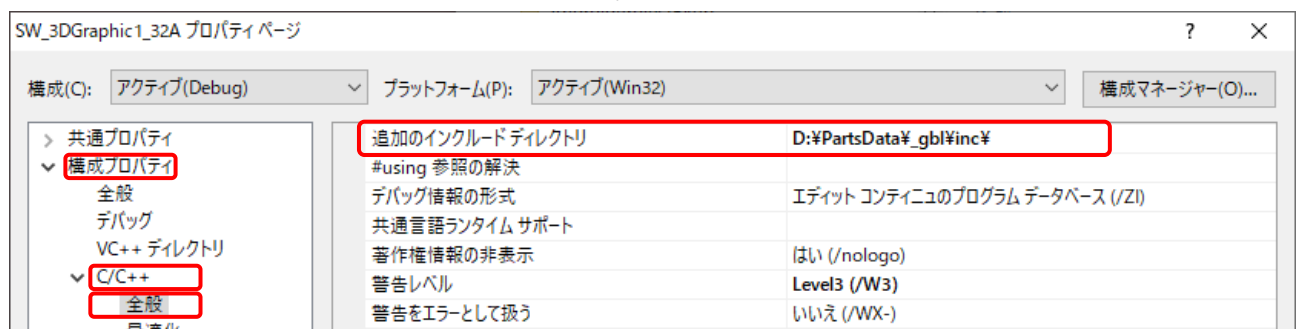 SW_3DGraphic1_32A プロパティ ページ ? ×
構成(C): アクティブ(Debug) プラットフォーム(P): アクティブ(Win32) 構成マネージャー(O)...
共通プロパティ
構成プロパティ
全般
デバッグ
VC++ ディレクトリ
C/C++
全般
追加のインクルード ディレクトリ D:¥PartsData¥_gbl¥inc¥
#using 参照の解決
デバッグ情報の形式 エディット コンティニュのプログラム データベース (/ZI)
共通言語ランタイム サポート
著作権情報の非表示 はい (/nologo)
警告レベル Level3 (/W3)
警告をエラーとして扱う いいえ (/WX-)